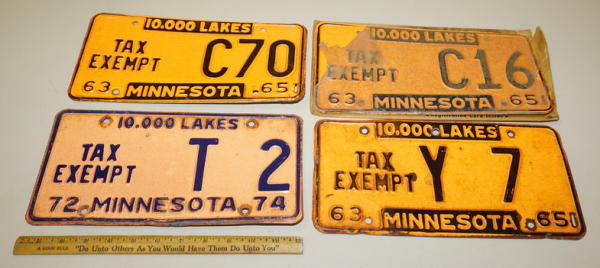 10.000 LAKES
TAX
EXEMPT
C70
63 MINNESOTA 65
10.000 LAKES
TAX
EXEMPT
C16
63 MINNESOTA 65
10.000 LAKES
TAX
EXEMPT
T 2
72 MINNESOTA 74
10.000 LAKES
TAX
EXEMPT
Y 7
63 MINNESOTA 65
A GOOD RULE "Do Unto Others As You Would Have Them Do Unto You"